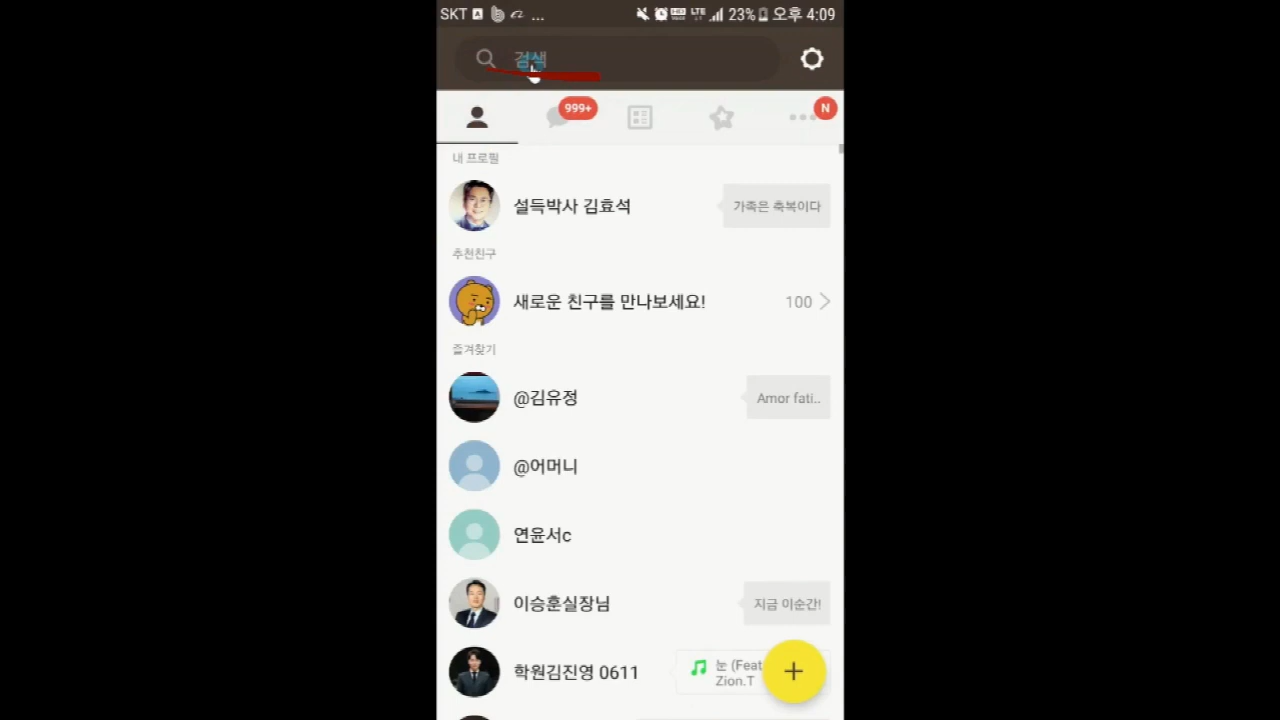 SKT ... 23% 오후 4:09
검색
999+
N
내 프로필
설득박사 김효석
가족은 축복이다
추천친구
새로운 친구를 만나보세요!
100
즐겨찾기
@김유정
Amor fati..
@어머니
연윤서c
이승훈실장님
지금 이순간!
학원김진영 0611
눈 (Feat
Zion.T